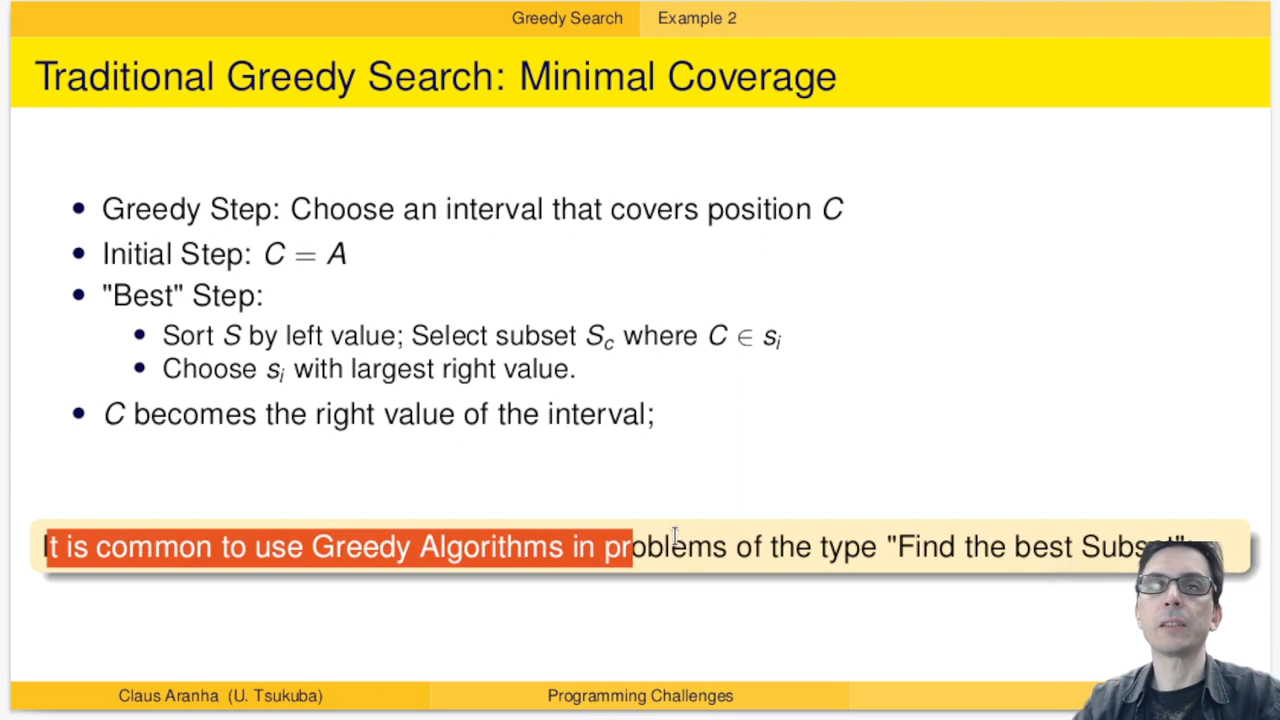 Greedy Search Example 2
Traditional Greedy Search: Minimal Coverage
• Greedy Step: Choose an interval that covers position C
• Initial Step: C = A
• "Best" Step:
• Sort S by left value; Select subset S_c where C ∈ s_i
• Choose s_i with largest right value.
• C becomes the right value of the interval;
It is common to use Greedy Algorithms in problems of the type "Find the best Subset"
Claus Aranha (U. Tsukuba) Programming Challenges